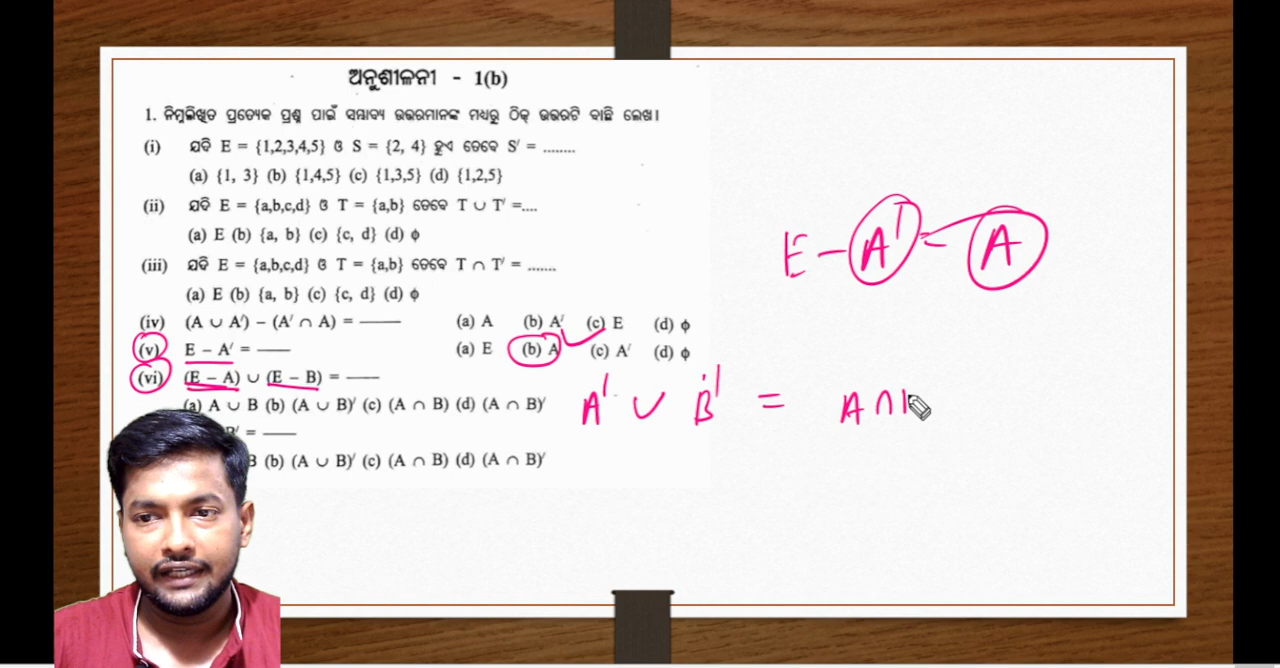 ଅନୁଶୀଳନୀ - 1(b)
1. ନିମ୍ନଲିଖିତ ପ୍ରତ୍ୟେକ ପ୍ରଶ୍ନ ପାଇଁ ସମ୍ଭାବ୍ୟ ଉତ୍ତରମାନଙ୍କ ମଧ୍ୟରୁ ଠିକ୍ ଉତ୍ତରଟି ବାଛି ଲେଖ।
(i) ଯଦି E = {1,2,3,4,5} ଓ S = {2, 4} ହୁଏ ତେବେ S′ = ........
(a) {1, 3} (b) {1,4,5} (c) {1,3,5} (d) {1,2,5}
(ii) ଯଦି E = {a,b,c,d} ଓ T = {a,b} ତେବେ T ∪ T′ =....
(a) E (b) {a, b} (c) {c, d} (d) ϕ
(iii) ଯଦି E = {a,b,c,d} ଓ T = {a,b} ତେବେ T ∩ T′ = .......
(a) E (b) {a, b} (c) {c, d} (d) ϕ
(iv) (A ∪ A′) – (A′ ∩ A) = —— (a) A (b) A′ (c) E (d) ϕ
(v) E – A′ = —— (a) E (b) A (c) A′ (d) ϕ
(vi) (E – A) ∪ (E – B) = ——
(a) A ∪ B (b) (A ∪ B)′ (c) (A ∩ B) (d) (A ∩ B)′
B′ = ——
B (b) (A ∪ B)′ (c) (A ∩ B) (d) (A ∩ B)′
E – A′ = A
A′ ∪ B′ = A ∩